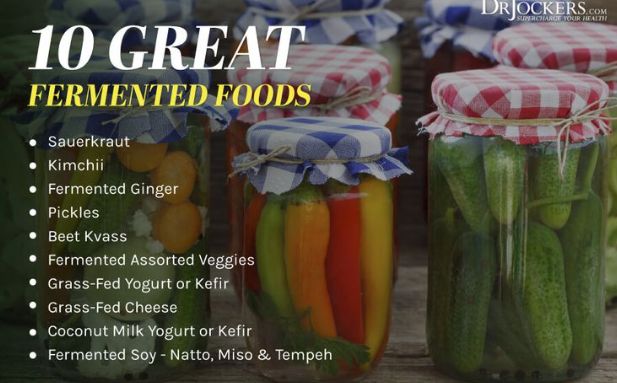 DRJOCKERS.COM
SUPERCHARGE YOUR HEALTH
10 GREAT
FERMENTED FOODS
• Sauerkraut
• Kimchii
• Fermented Ginger
• Pickles
• Beet Kvass
• Fermented Assorted Veggies
• Grass-Fed Yogurt or Kefir
• Grass-Fed Cheese
• Coconut Milk Yogurt or Kefir
• Fermented Soy - Natto, Miso & Tempeh